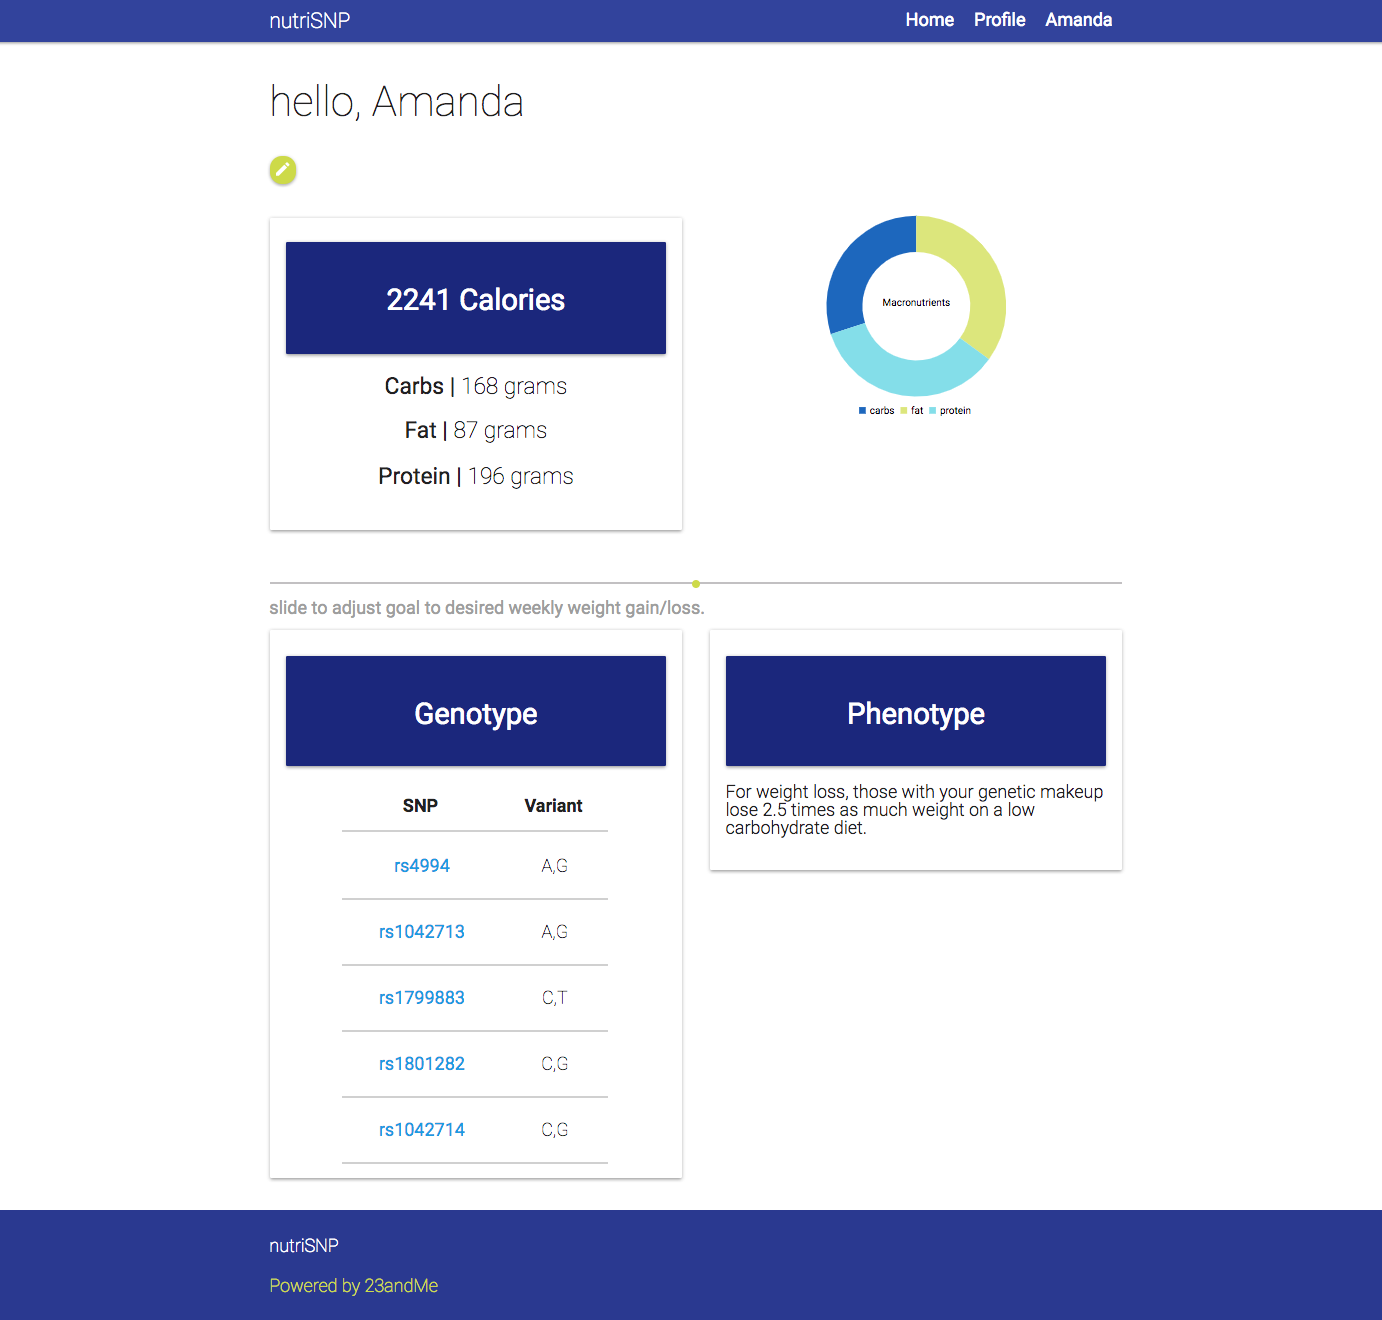 nutriSNP
Home Profile Amanda
hello, Amanda
2241 Calories
Carbs | 168 grams
Fat | 87 grams
Protein | 196 grams
Macronutrients
carbs fat protein
slide to adjust goal to desired weekly weight gain/loss.
Genotype
SNP Variant
rs4994 A,G
rs1042713 A,G
rs1799883 C,T
rs1801282 C,G
rs1042714 C,G
Phenotype
For weight loss, those with your genetic makeup
lose 2.5 times as much weight on a low
carbohydrate diet.
nutriSNP
Powered by 23andMe